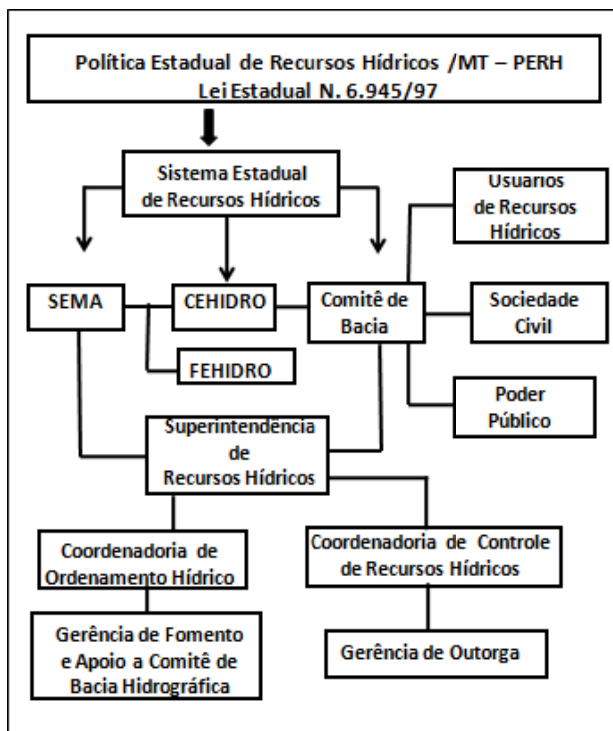 Política Estadual de Recursos Hídricos /MT – PERH
Lei Estadual N. 6.945/97
Sistema Estadual
de Recursos Hídricos
Usuários
de Recursos
Hídricos
SEMA
CEHIDRO
Comitê de
Bacia
Sociedade
Civil
FEHIDRO
Poder
Público
Superintendência
de
Recursos Hídricos
Coordenadoria de
Ordenamento Hídrico
Coordenadoria de Controle
de Recursos Hídricos
Gerência de Fomento
e Apoio a Comitê de
Bacia Hidrográfica
Gerência de Outorga